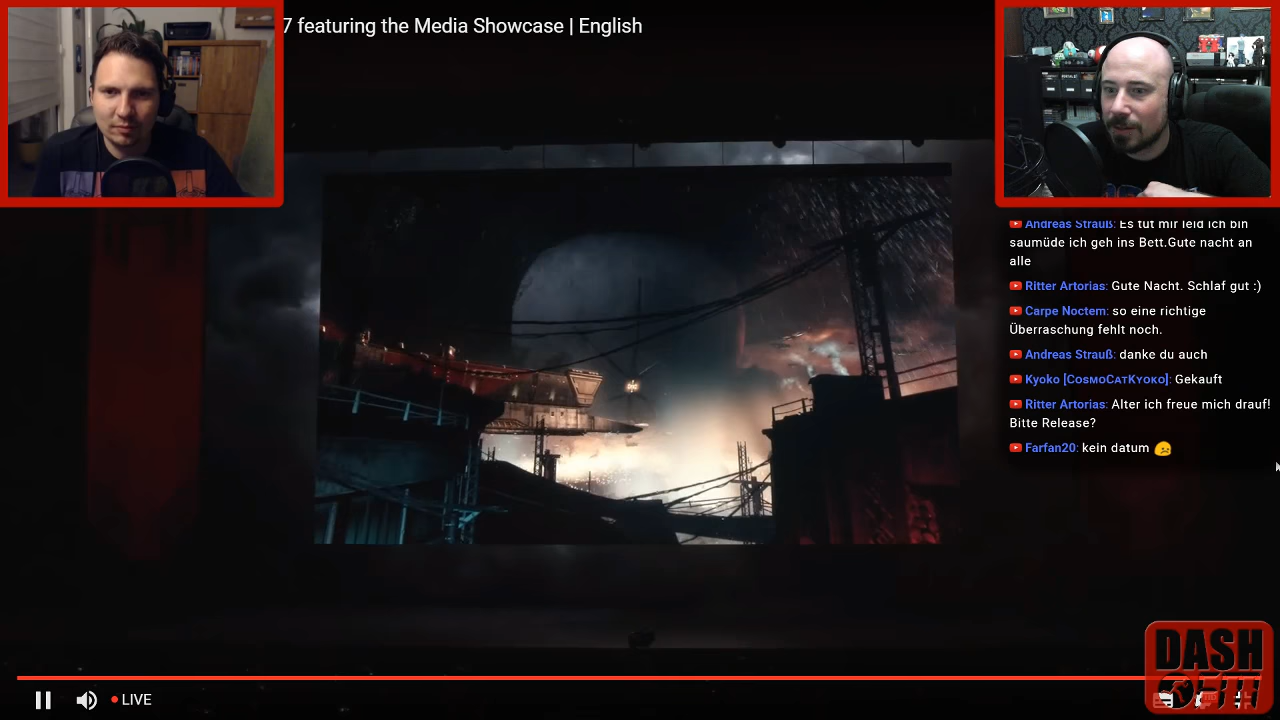 7 featuring the Media Showcase | English
Andreas Strauß: Es tut mir leid ich bin
saumüde ich geh ins Bett.Gute nacht an
alle
Ritter Artorias: Gute Nacht. Schlaf gut :)
Carpe Noctem: so eine richtige
Überraschung fehlt noch.
Andreas Strauß: danke du auch
Kyoko [CosmoCatKyoko]: Gekauft
Ritter Artorias: Alter ich freue mich drauf!
Bitte Release?
Farfan20: kein datum
LIVE
DASH
OF IT